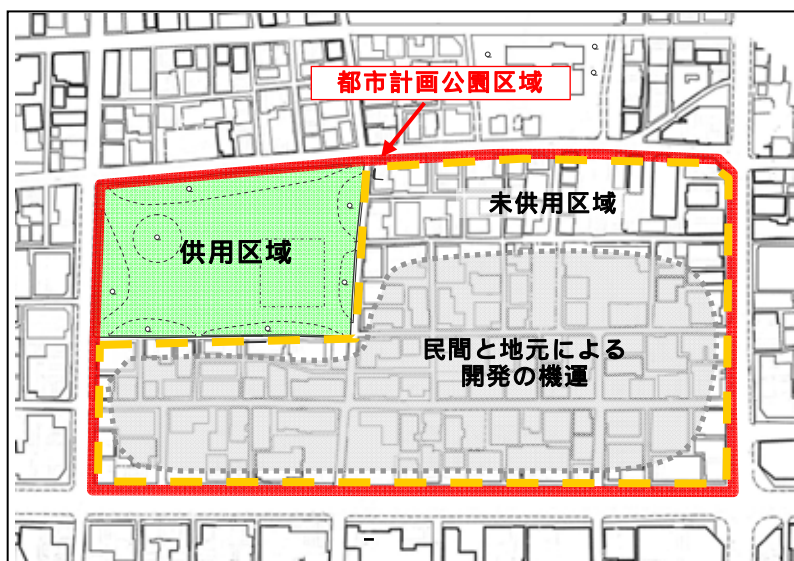 都市計画公園区域
未供用区域
供用区域
民間と地元による
開発の機運